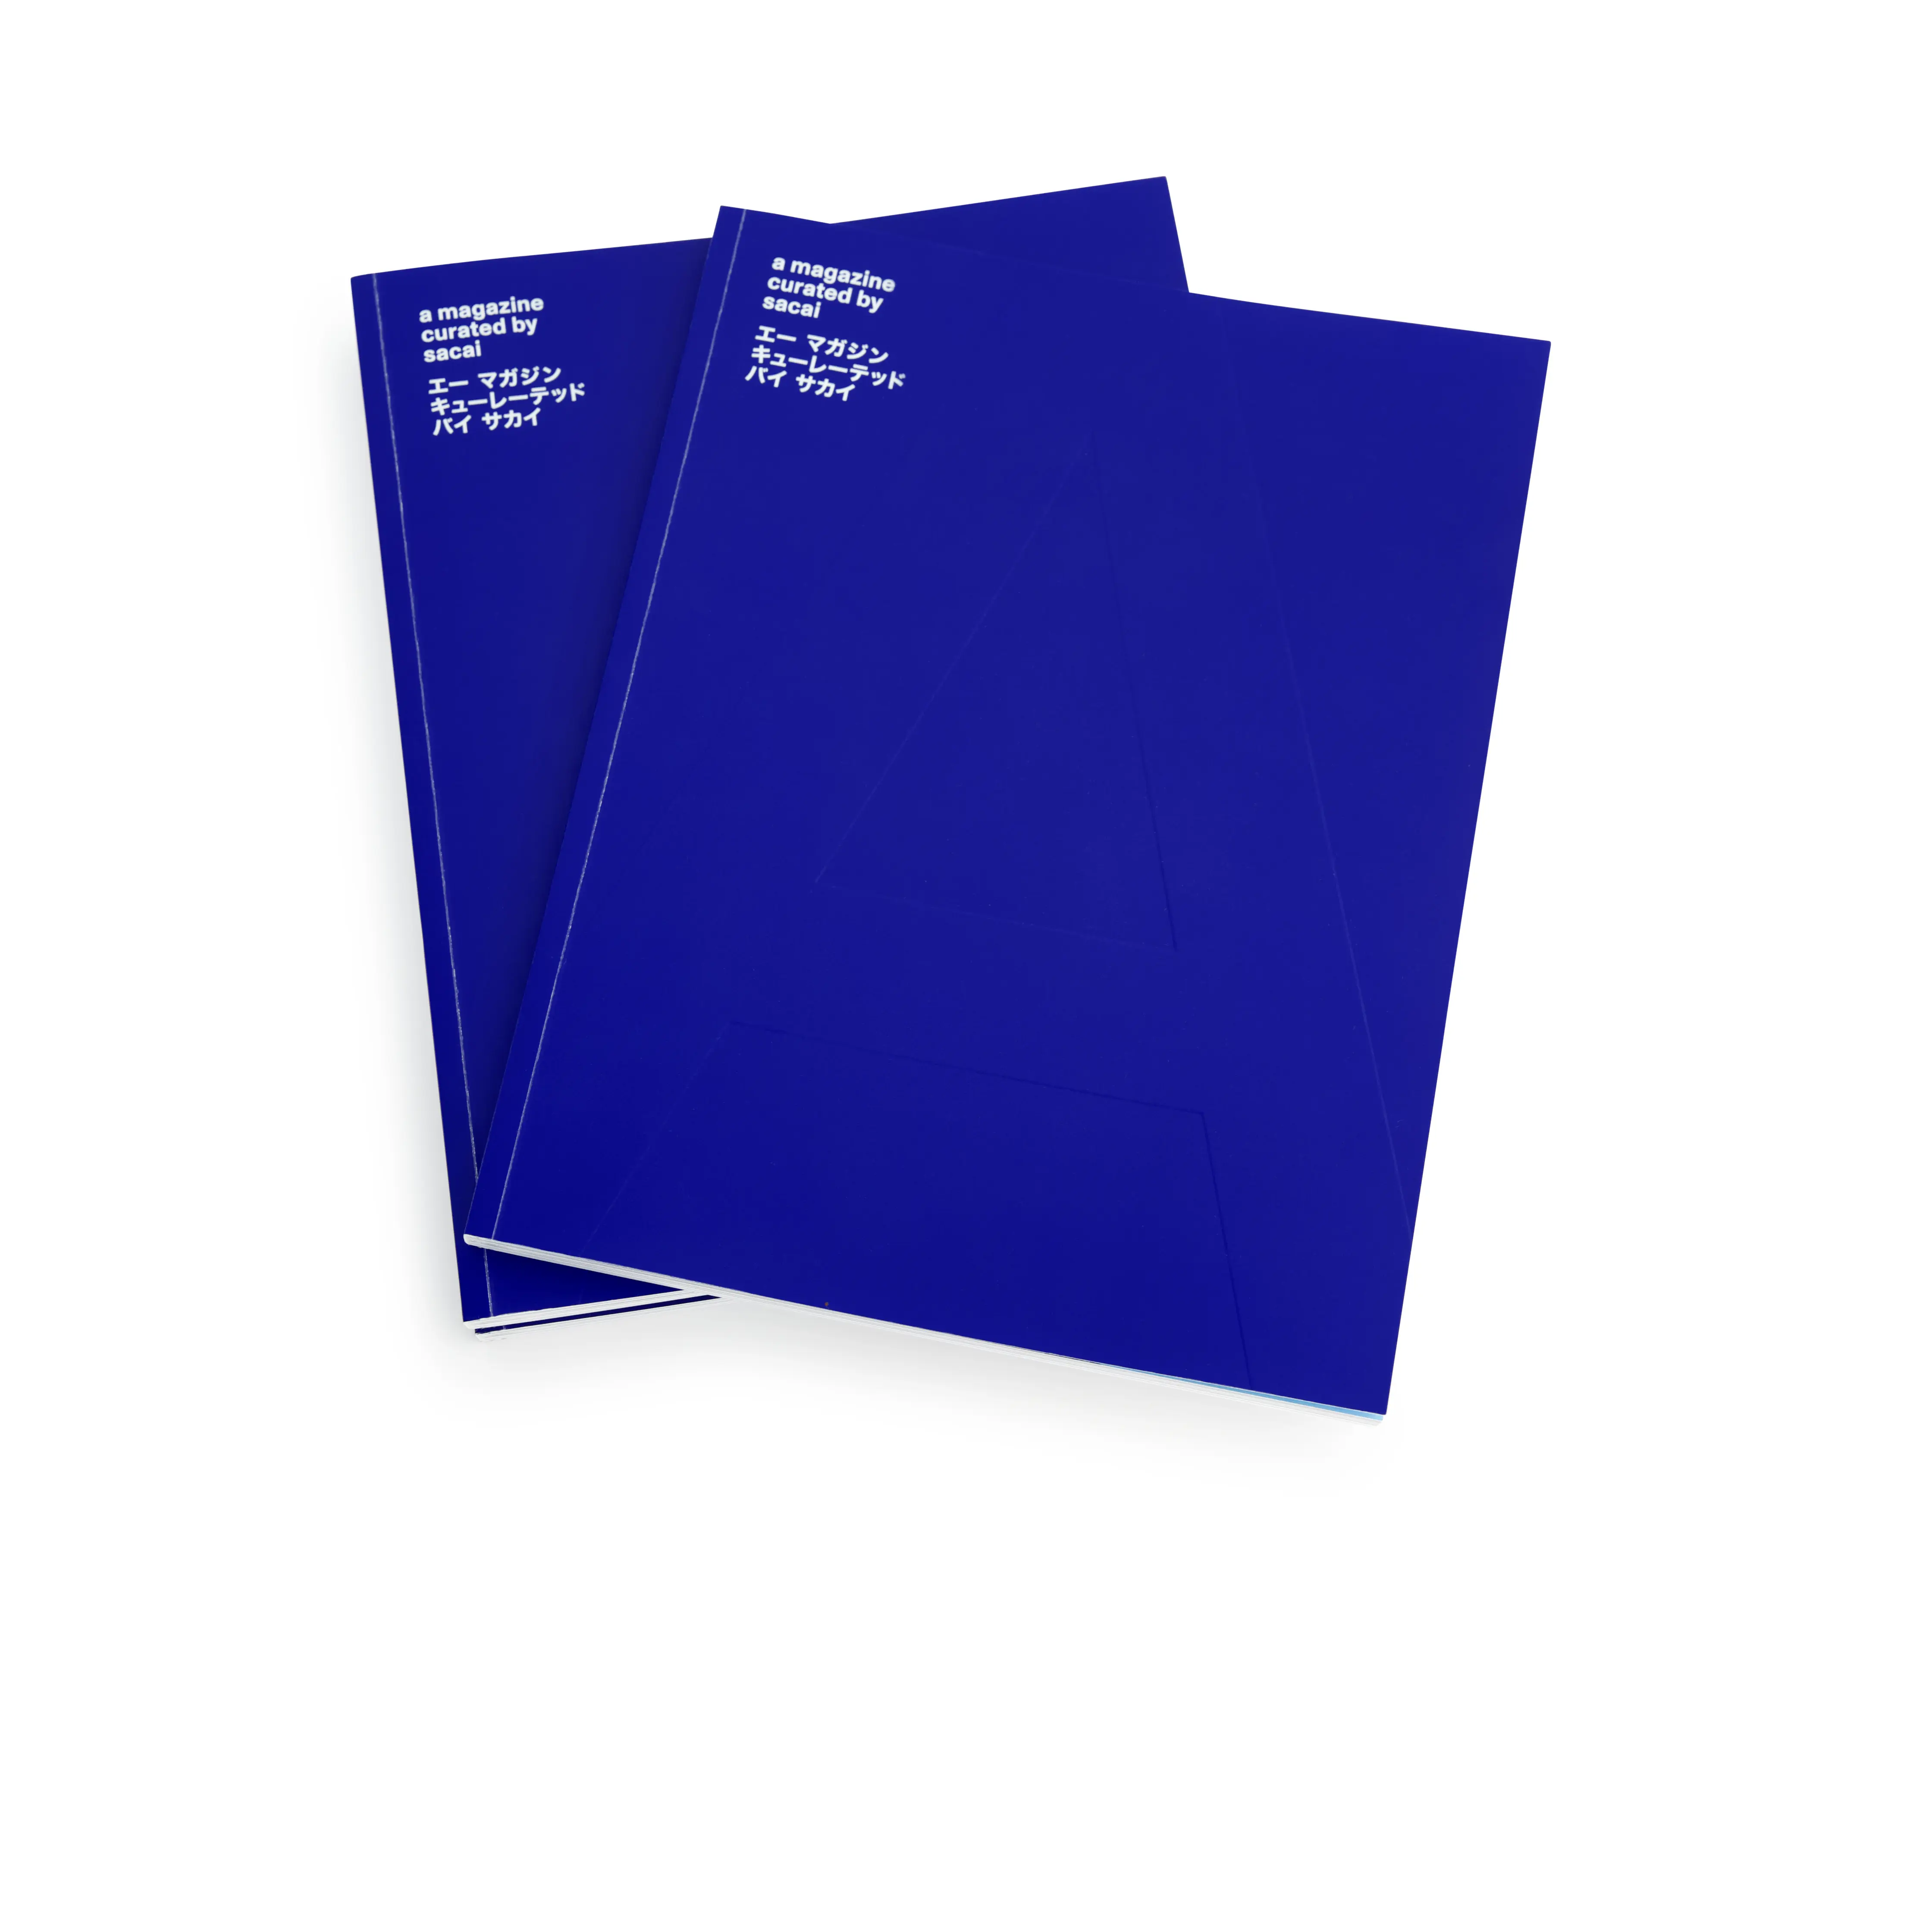 a magazine
curated by
sacai
エー マガジン
キューレーテッド
バイ サカイ
a magazine
curated by
sacai
エー マガジン
キューレーテッド
バイ サカイ